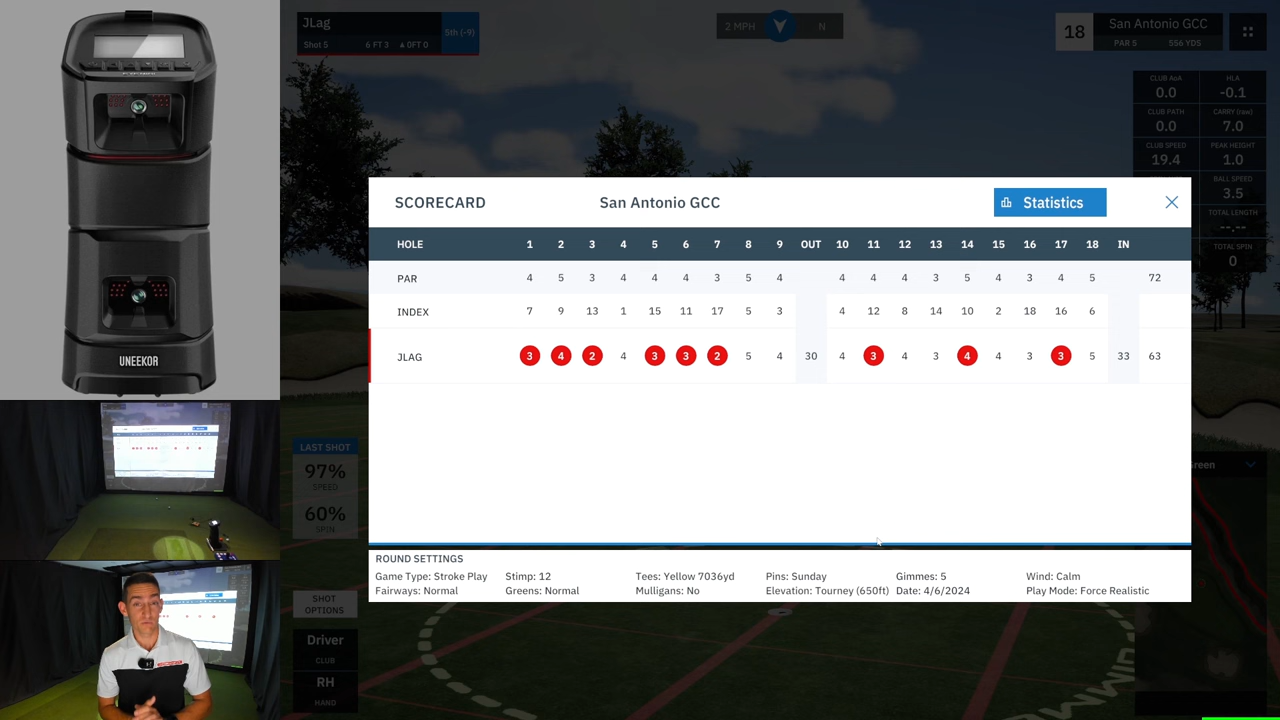 UNEEKOR
JLag
Shot 5 6 FT 3 ▲ 0FT 0
5th (-9)
2 MPH N
18
San Antonio GCC
PAR 5 556 YDS
CLUB AoA HLA
0.0 -0.1
CLUB PATH CARRY (raw)
0.0 7.0
CLUB SPEED PEAK HEIGHT
19.4 1.0
BALL SPEED
3.5
TOTAL LENGTH
--.--
TOTAL SPIN
0
SCORECARD San Antonio GCC Statistics
HOLE 1 2 3 4 5 6 7 8 9 OUT 10 11 12 13 14 15 16 17 18 IN
PAR 4 5 3 4 4 4 3 5 4 4 4 4 3 5 4 3 4 5 72
INDEX 7 9 13 1 15 11 17 5 3 4 12 8 14 10 2 18 16 6
JLAG 3 4 2 4 3 3 2 5 4 30 4 3 4 3 4 4 3 3 5 33 63
LAST SHOT
97%
SPEED
60%
SPIN
reen
ROUND SETTINGS
Game Type: Stroke Play Stimp: 12 Tees: Yellow 7036yd Pins: Sunday Gimmes: 5 Wind: Calm
Fairways: Normal Greens: Normal Mulligans: No Elevation: Tourney (650ft) Date: 4/6/2024 Play Mode: Force Realistic
SHOT
OPTIONS
Driver
CLUB
RH
HAND